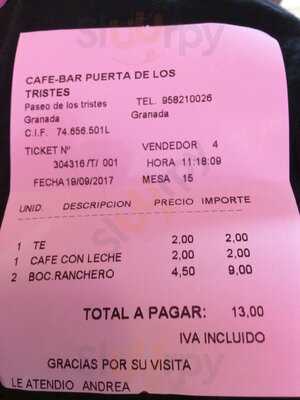 Sluurpy
CAFE-BAR PUERTA DE LOS
TRISTES
Paseo de los tristes TEL. 958210026
Granada Granada
C.I.F. 74.656.501L
TICKET Nº VENDEDOR 4
304316/T/ 001 HORA 11:18:09
FECHA 19/09/2017 MESA 15
UNID. DESCRIPCION PRECIO IMPORTE
1 TE 2,00 2,00
1 CAFE CON LECHE 2,00 2,00
2 BOC.RANCHERO 4,50 9,00
TOTAL A PAGAR: 13,00
IVA INCLUIDO
GRACIAS POR SU VISITA
LE ATENDIO ANDREA